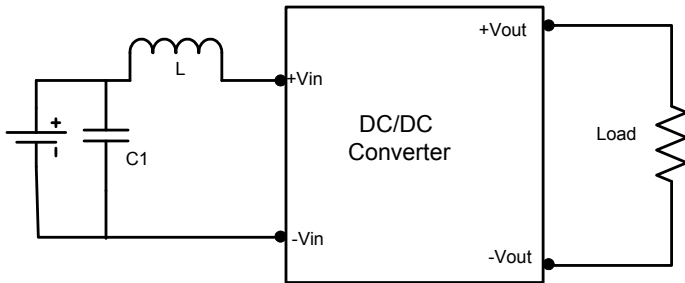 +Vout
L
+Vin
DC/DC
Converter
Load
+
C1
-Vin
-Vout